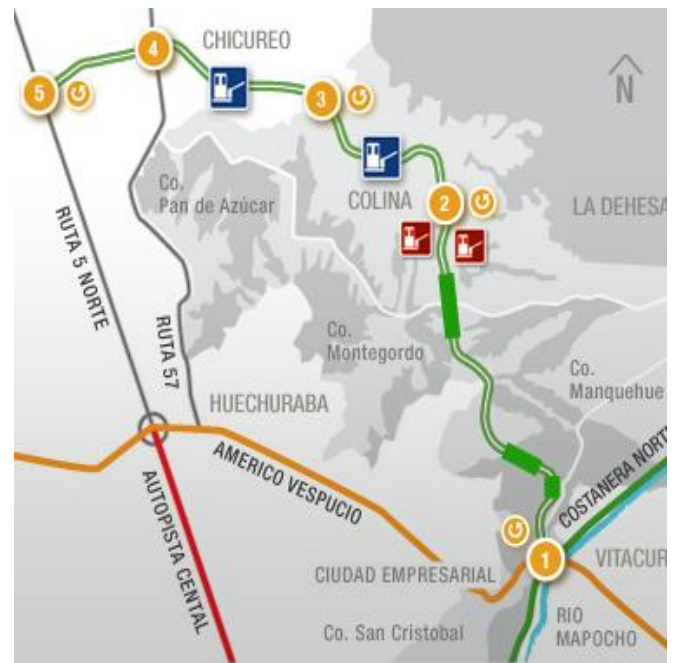 CHICUREO
4
5
3
N
Co.
Pan de Azúcar
COLINA
2
LA DEHESA
RUTA 5 NORTE
RUTA 57
Co.
Montegordo
Co.
Manquehue
HUECHURABA
AMERICO VESPUCIO
COSTANERA NORTE
AUTOPISTA CENTAL
1
VITACUR
CIUDAD EMPRESARIAL
RIO
MAPOCHO
Co. San Cristobal